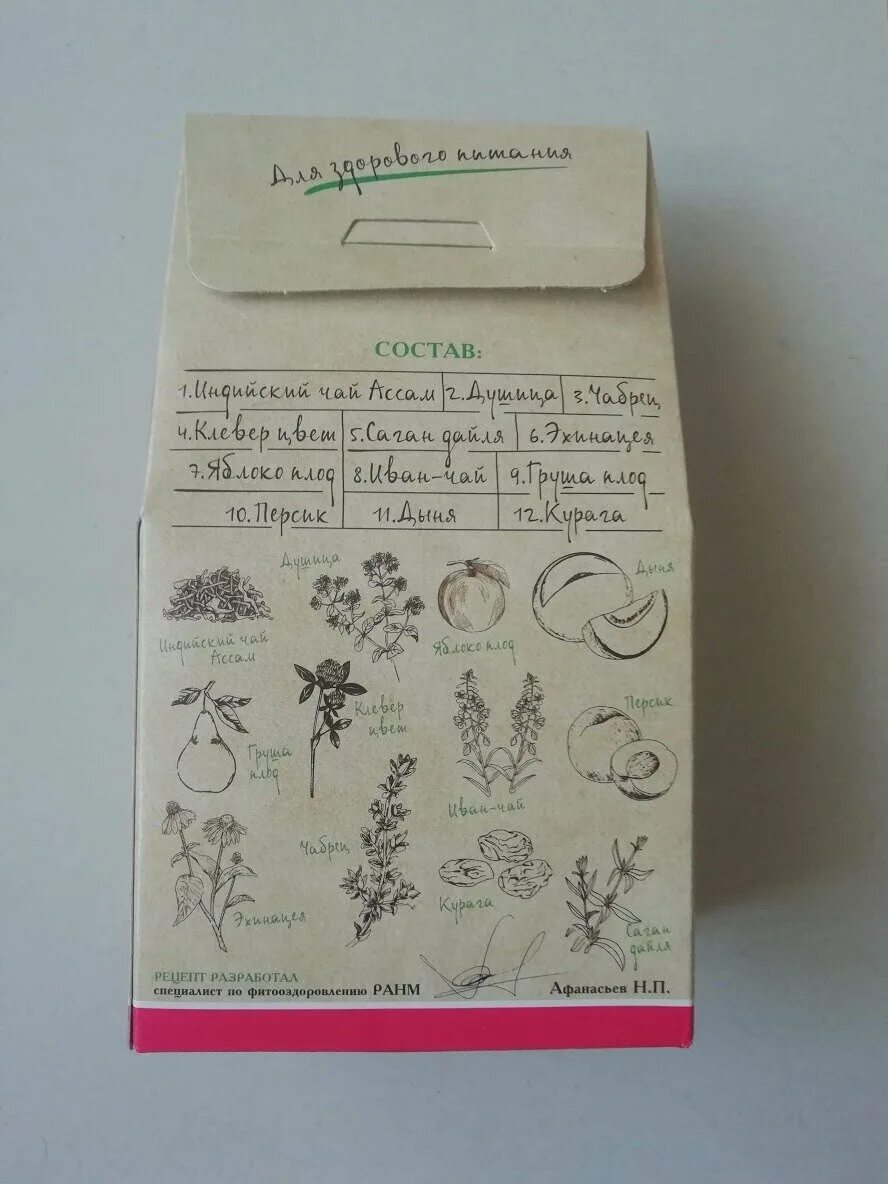 Для здорового питания
СОСТАВ:
1.Индийский чай Ассам 2.Душица 3.Чабрец
4.Клевер цвет 5.Саган дайля 6.Эхинацея
7.Яблоко плод 8.Иван-чай 9.Груша плод
10.Персик 11.Дыня 12.Курага
Душица
Дыня
Индийский чай
Ассам
Яблоко плод
Клевер
цвет
Персик
Груша
плод
Иван-чай
Чабрец
Курага
Эхинацея
Саган
дайля
РЕЦЕПТ РАЗРАБОТАЛ
специалист по фитооздоровлению РАНМ Афанасьев Н.П.